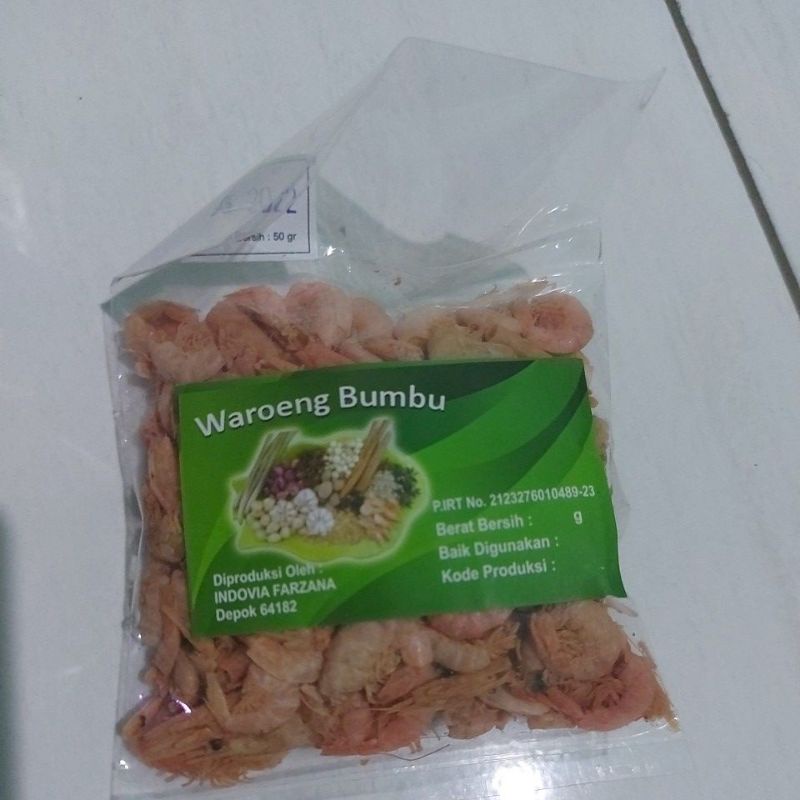 2022
Bersih : 50 gr
Waroeng Bumbu
P.IRT No. 2123276010489-23
Berat Bersih : g
Baik Digunakan :
Kode Produksi :
Diproduksi Oleh :
INDOVIA FARZANA
Depok 64182